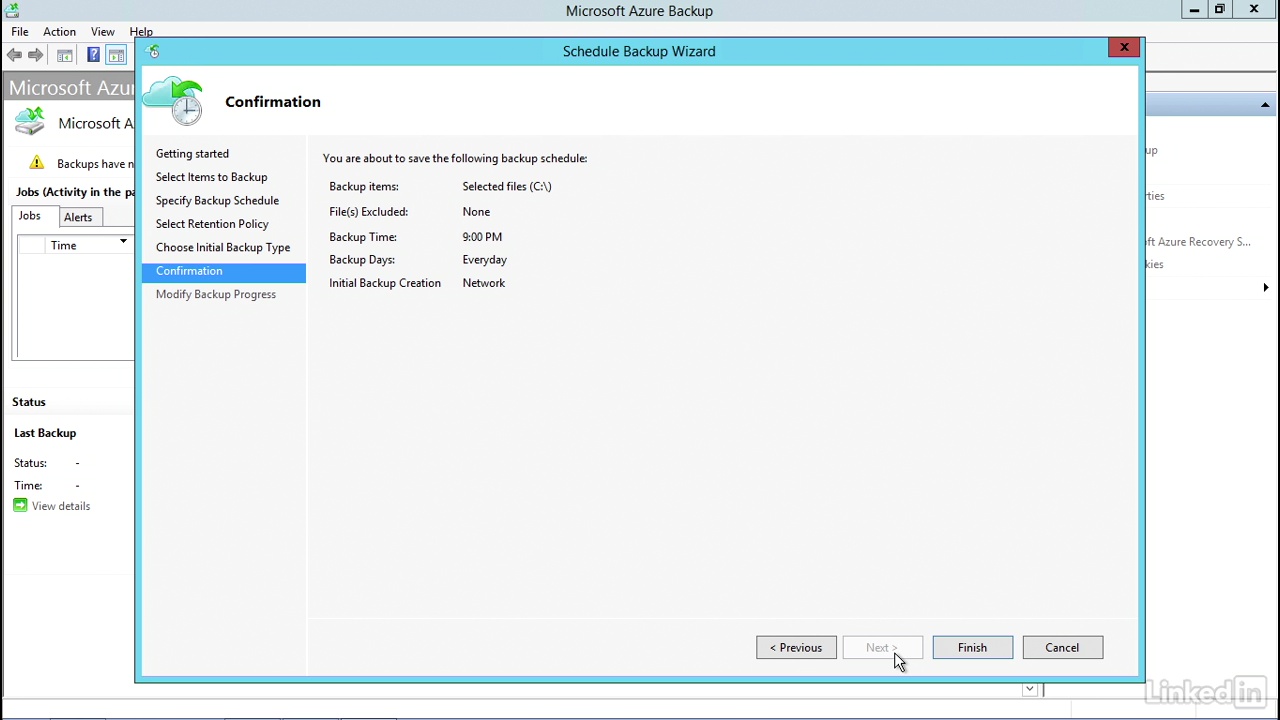 Microsoft Azure Backup
File Action View Help
Schedule Backup Wizard
Microsoft Azu
Confirmation
Microsoft A
Backups have n
Jobs (Activity in the pa
Jobs Alerts
Time
Getting started
Select Items to Backup
Specify Backup Schedule
Select Retention Policy
Choose Initial Backup Type
Confirmation
Modify Backup Progress
You are about to save the following backup schedule:
Backup items: Selected files (C:\)
File(s) Excluded: None
Backup Time: 9:00 PM
Backup Days: Everyday
Initial Backup Creation Network
up
rties
ft Azure Recovery S...
kies
Status
Last Backup
Status: -
Time: -
View details
< Previous Next > Finish Cancel
Linked in